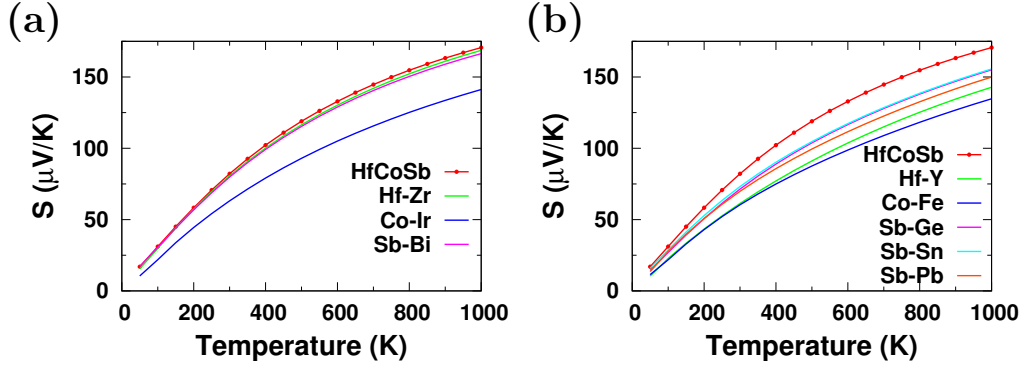 (a)
S (μV/K)
150
100
50
0
0 200 400 600 800 1000
Temperature (K)
HfCoSb
Hf-Zr
Co-Ir
Sb-Bi
(b)
S (μV/K)
150
100
50
0
0 200 400 600 800 1000
Temperature (K)
HfCoSb
Hf-Y
Co-Fe
Sb-Ge
Sb-Sn
Sb-Pb